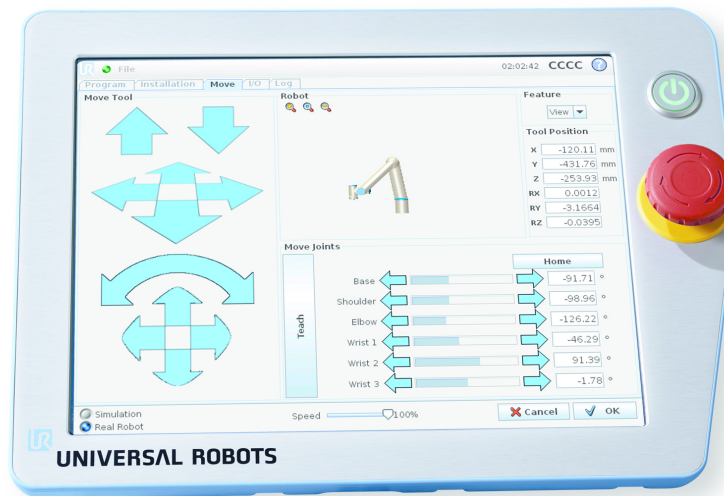 UR File 02:02:42 CCCC ?
Program Installation Move I/O Log
Move Tool
Robot
Feature
View
Tool Position
X -120.11 mm
Y -431.76 mm
Z -253.93 mm
RX 0.0012
RY -3.1664
RZ -0.0395
Move Joints
Home
Teach
Base -91.71 °
Shoulder -98.96 °
Elbow -126.22 °
Wrist 1 -46.29 °
Wrist 2 91.39 °
Wrist 3 -1.78 °
Simulation
Real Robot
Speed 100%
Cancel OK
UR
UNIVERSAL ROBOTS